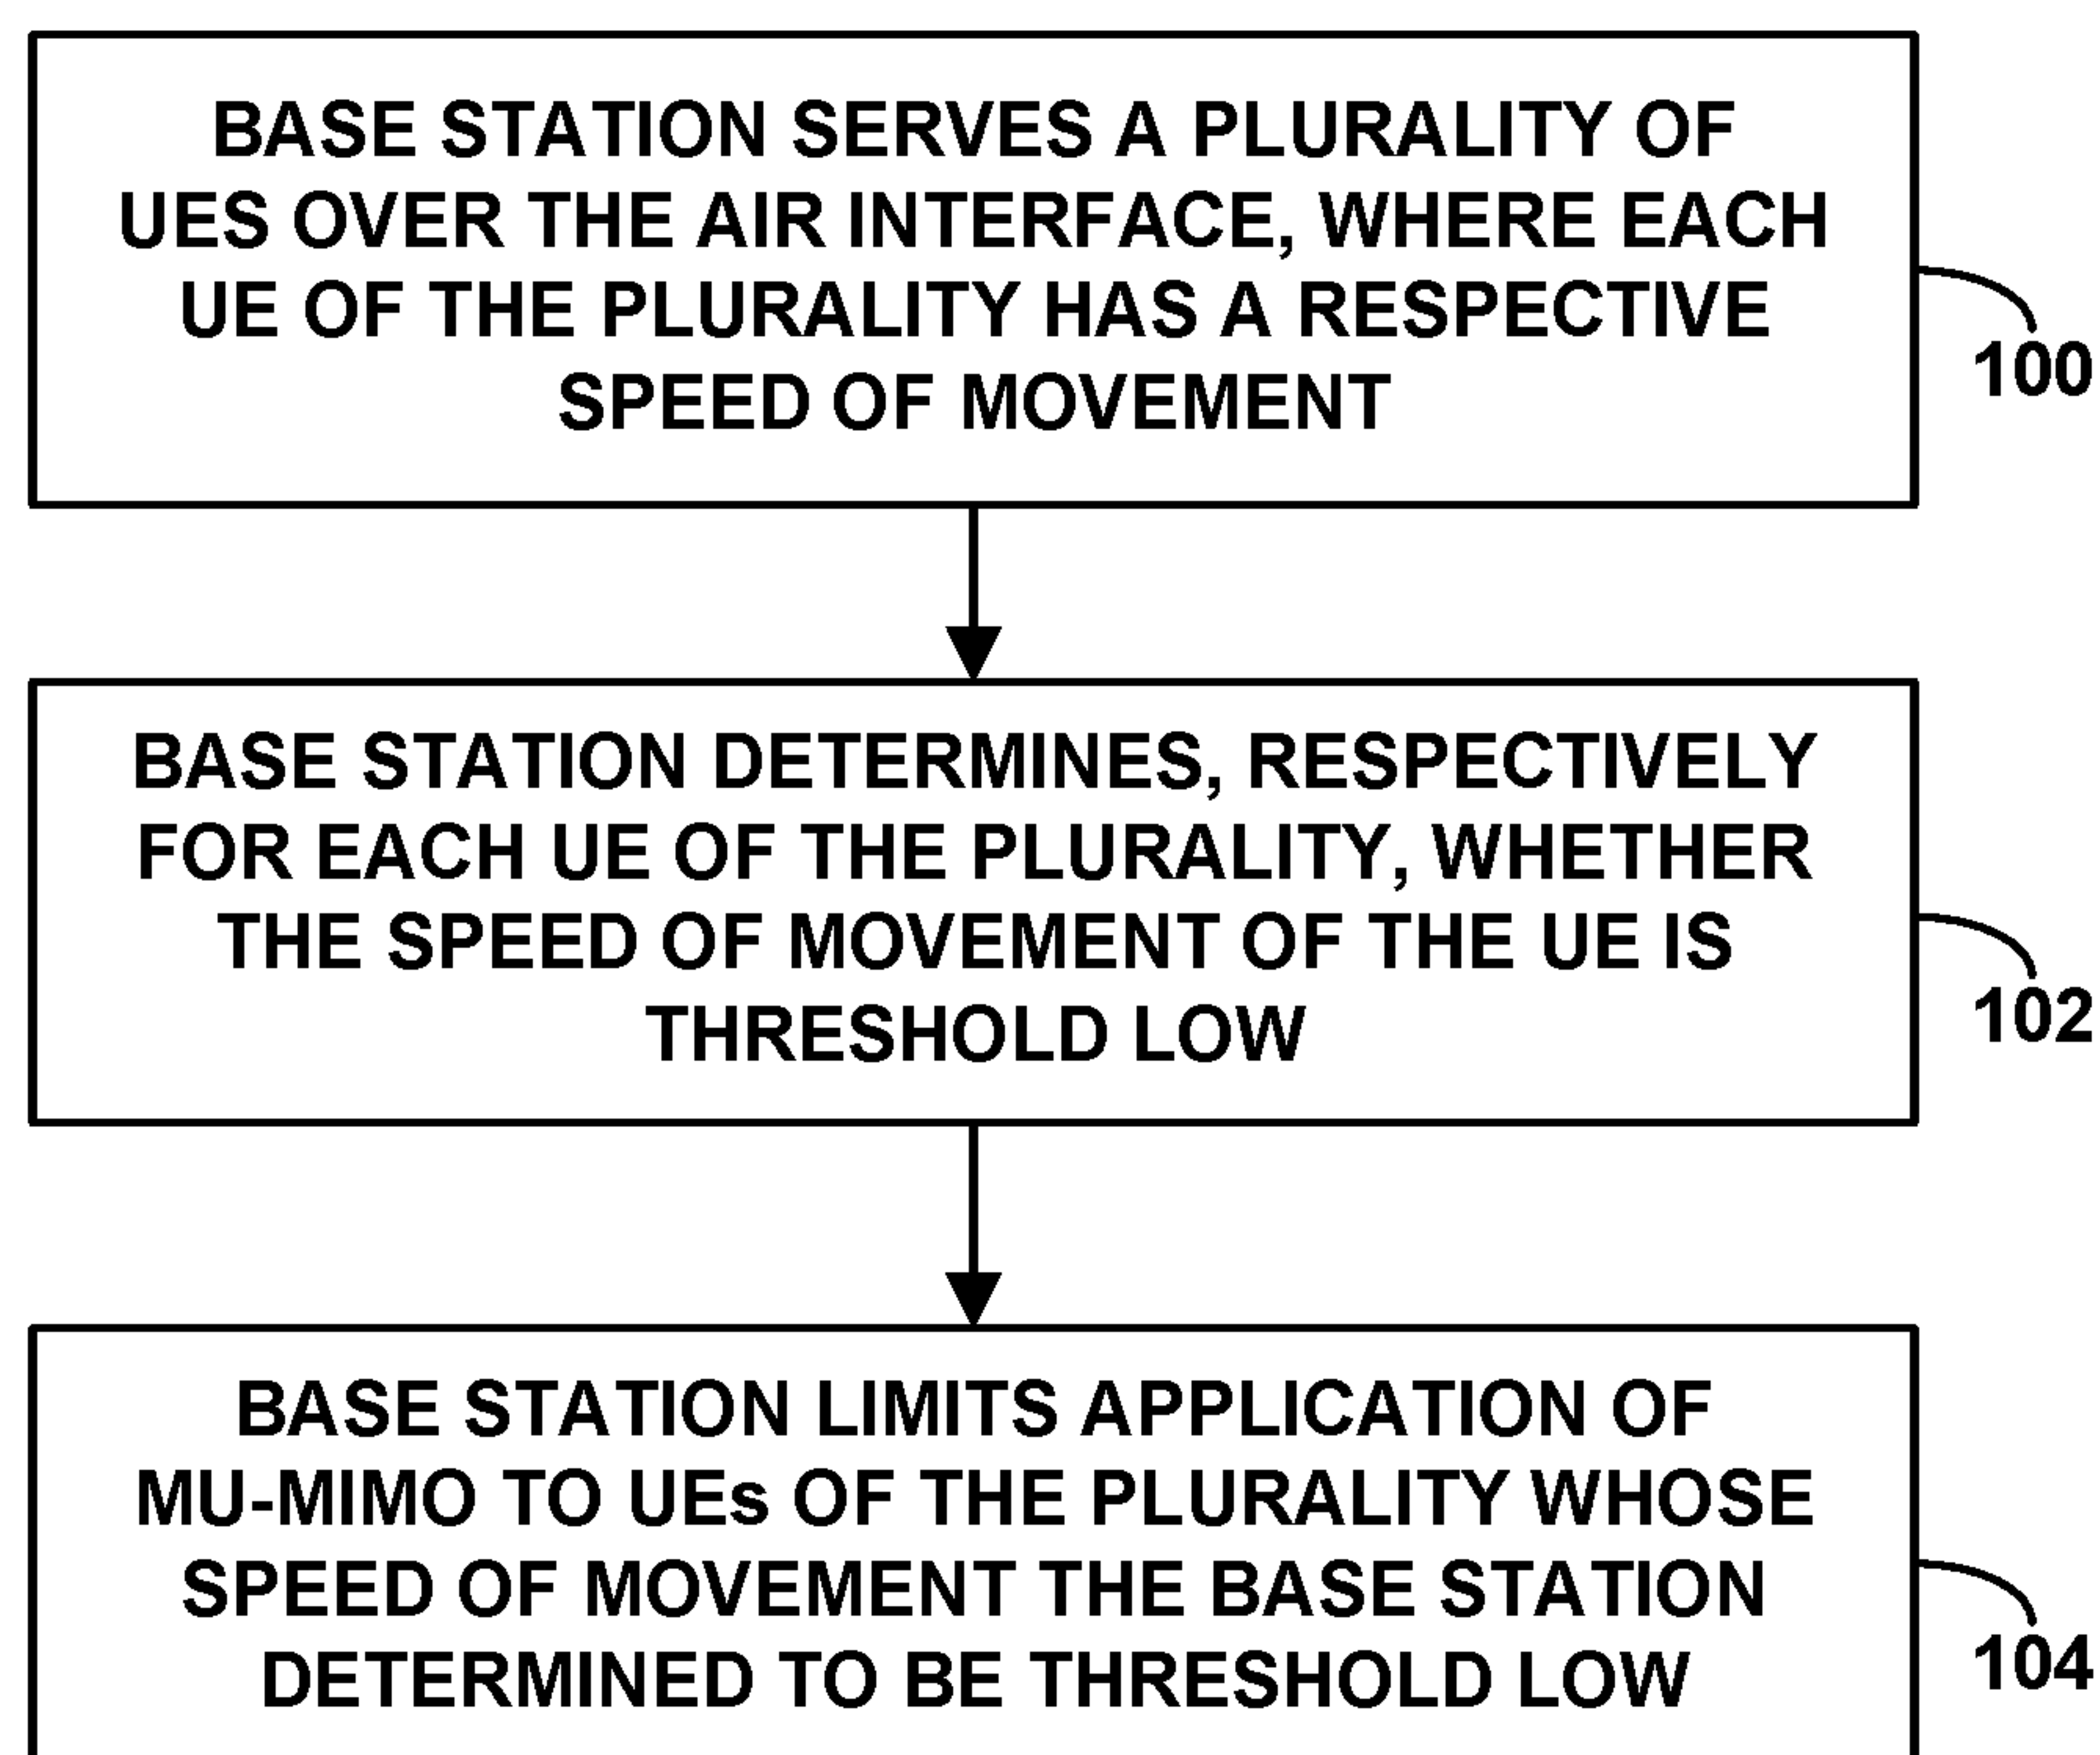 BASE STATION SERVES A PLURALITY OF
UES OVER THE AIR INTERFACE, WHERE EACH
UE OF THE PLURALITY HAS A RESPECTIVE
SPEED OF MOVEMENT
100
BASE STATION DETERMINES, RESPECTIVELY
FOR EACH UE OF THE PLURALITY, WHETHER
THE SPEED OF MOVEMENT OF THE UE IS
THRESHOLD LOW
102
BASE STATION LIMITS APPLICATION OF
MU-MIMO TO UEs OF THE PLURALITY WHOSE
SPEED OF MOVEMENT THE BASE STATION
DETERMINED TO BE THRESHOLD LOW
104